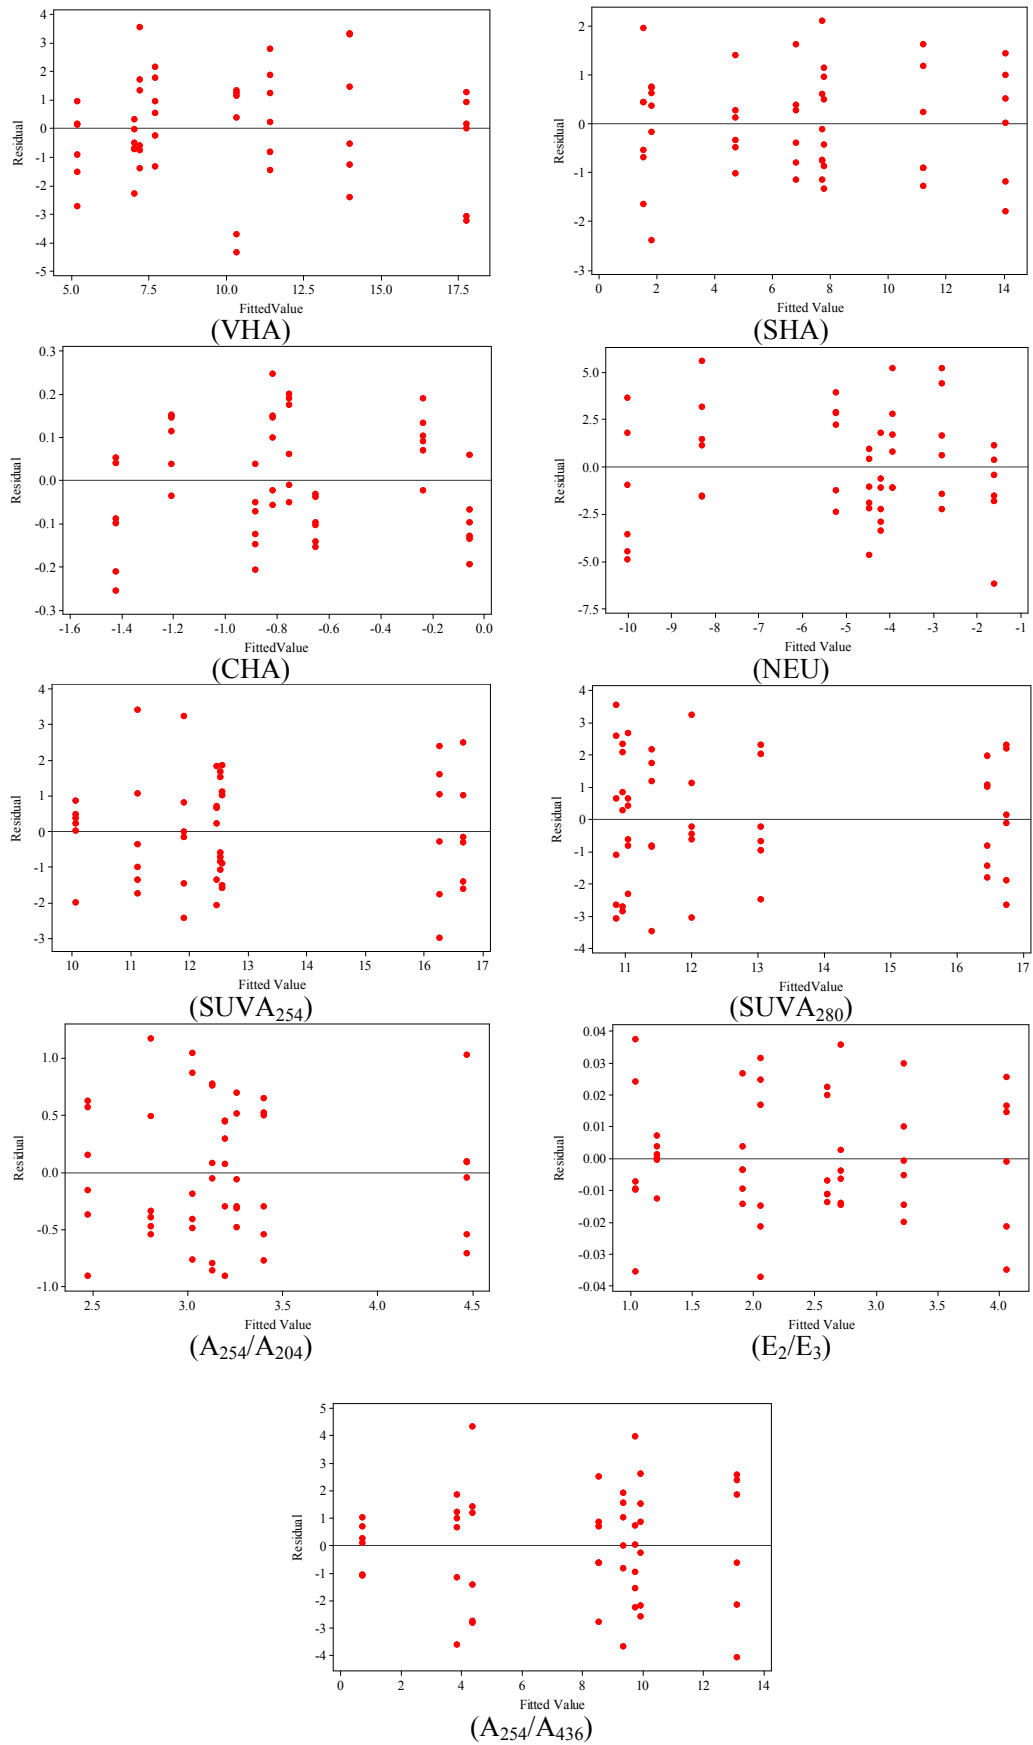 4
3
2
1
0
-1
-2
-3
-4
-5
Residual
5.0 7.5 10.0 12.5 15.0 17.5
FittedValue
(VHA)
2
1
0
-1
-2
-3
Residual
0 2 4 6 8 10 12 14
Fitted Value
(SHA)
0.3
0.2
0.1
0.0
-0.1
-0.2
-0.3
Residual
-1.6 -1.4 -1.2 -1.0 -0.8 -0.6 -0.4 -0.2 0.0
FittedValue
(CHA)
5.0
2.5
0.0
-2.5
-5.0
-7.5
Residual
-10 -9 -8 -7 -6 -5 -4 -3 -2 -1
Fitted Value
(NEU)
4
3
2
1
0
-1
-2
-3
Residual
10 11 12 13 14 15 16 17
Fitted Value
(SUVA254)
4
3
2
1
0
-1
-2
-3
-4
Residual
11 12 13 14 15 16 17
FittedValue
(SUVA280)
1.0
0.5
0.0
-0.5
-1.0
Residual
2.5 3.0 3.5 4.0 4.5
Fitted Value
(A254/A204)
0.04
0.03
0.02
0.01
0.00
-0.01
-0.02
-0.03
-0.04
Residual
1.0 1.5 2.0 2.5 3.0 3.5 4.0
Fitted Value
(E2/E3)
5
4
3
2
1
0
-1
-2
-3
-4
Residual
0 2 4 6 8 10 12 14
Fitted Value
(A254/A436)